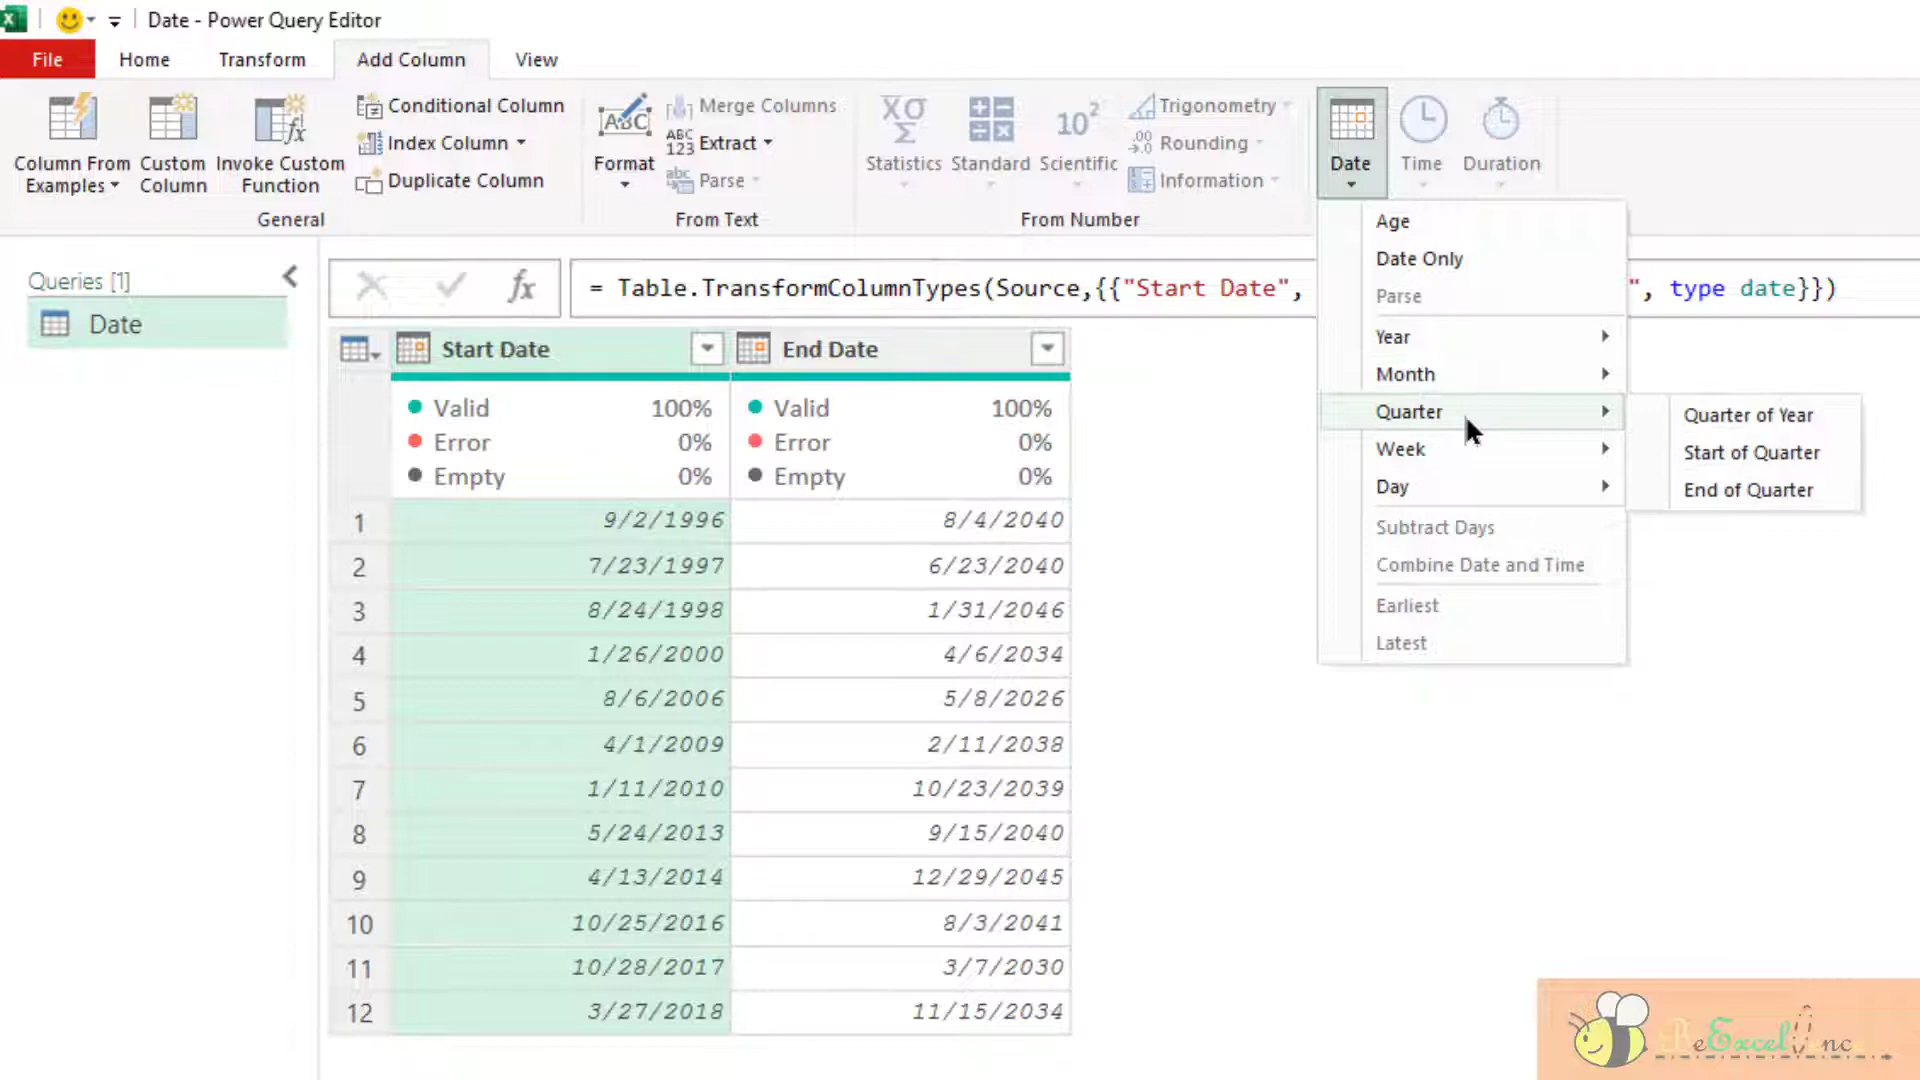 Date - Power Query Editor
File
Home
Transform
Add Column
View
Column From Examples
Custom Column
Invoke Custom Function
Conditional Column
Index Column
Duplicate Column
General
ABC
Format
Merge Columns
ABC
123
Extract
abc
Parse
From Text
ΧΟ
Σ
Statistics
Standard
10²
Scientific
Trigonometry
.00
→.0
Rounding
Information
From Number
Date
Time
Duration
Age
Date Only
Parse
Year
Month
Quarter
Week
Day
Subtract Days
Combine Date and Time
Earliest
Latest
Quarter of Year
Start of Quarter
End of Quarter
Queries [1]
Date
fx
= Table.TransformColumnTypes(Source,{{"Start Date",
", type date}})
Start Date
End Date
Valid 100%
Error 0%
Empty 0%
Valid 100%
Error 0%
Empty 0%
1 9/2/1996 8/4/2040
2 7/23/1997 6/23/2040
3 8/24/1998 1/31/2046
4 1/26/2000 4/6/2034
5 8/6/2006 5/8/2026
6 4/1/2009 2/11/2038
7 1/11/2010 10/23/2039
8 5/24/2013 9/15/2040
9 4/13/2014 12/29/2045
10 10/25/2016 8/3/2041
11 10/28/2017 3/7/2030
12 3/27/2018 11/15/2034